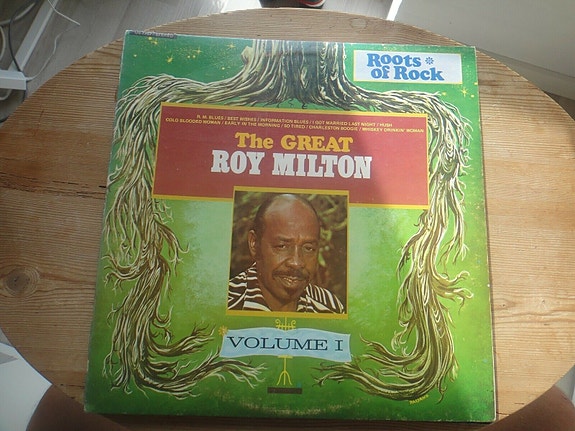 Roots
of Rock
R. M. BLUES / BEST WISHES / INFORMATION BLUES / I GOT MARRIED LAST NIGHT / HUSH
COLD BLOODED WOMAN / EARLY IN THE MORNING / SO TIRED / CHARLESTON BOOGIE / WHISKEY DRINKIN' WOMAN
The GREAT
ROY MILTON
VOLUME I